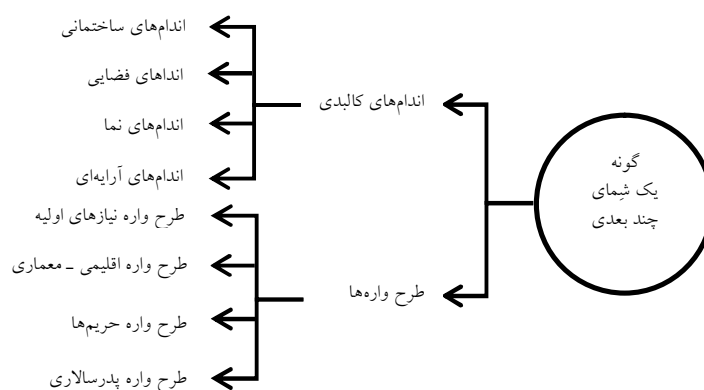 گونه
یک شِمای
چند بعدی
اندام‌های کالبدی
اندام‌های ساختمانی
انداهای فضایی
اندام‌های نما
اندام‌های آرایه‌ای
طرح واره‌ها
طرح واره نیازهای اولیه
طرح واره اقلیمی ـ معماری
طرح واره حریم‌ها
طرح واره پدرسالاری